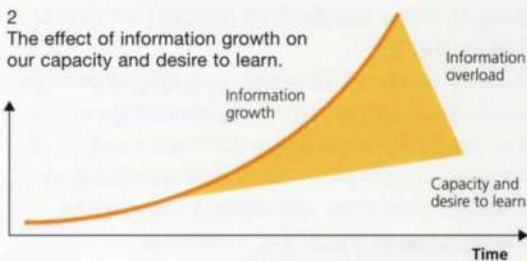 2
The effect of information growth on
our capacity and desire to learn.
Information
growth
Information
overload
Capacity and
desire to learn
Time